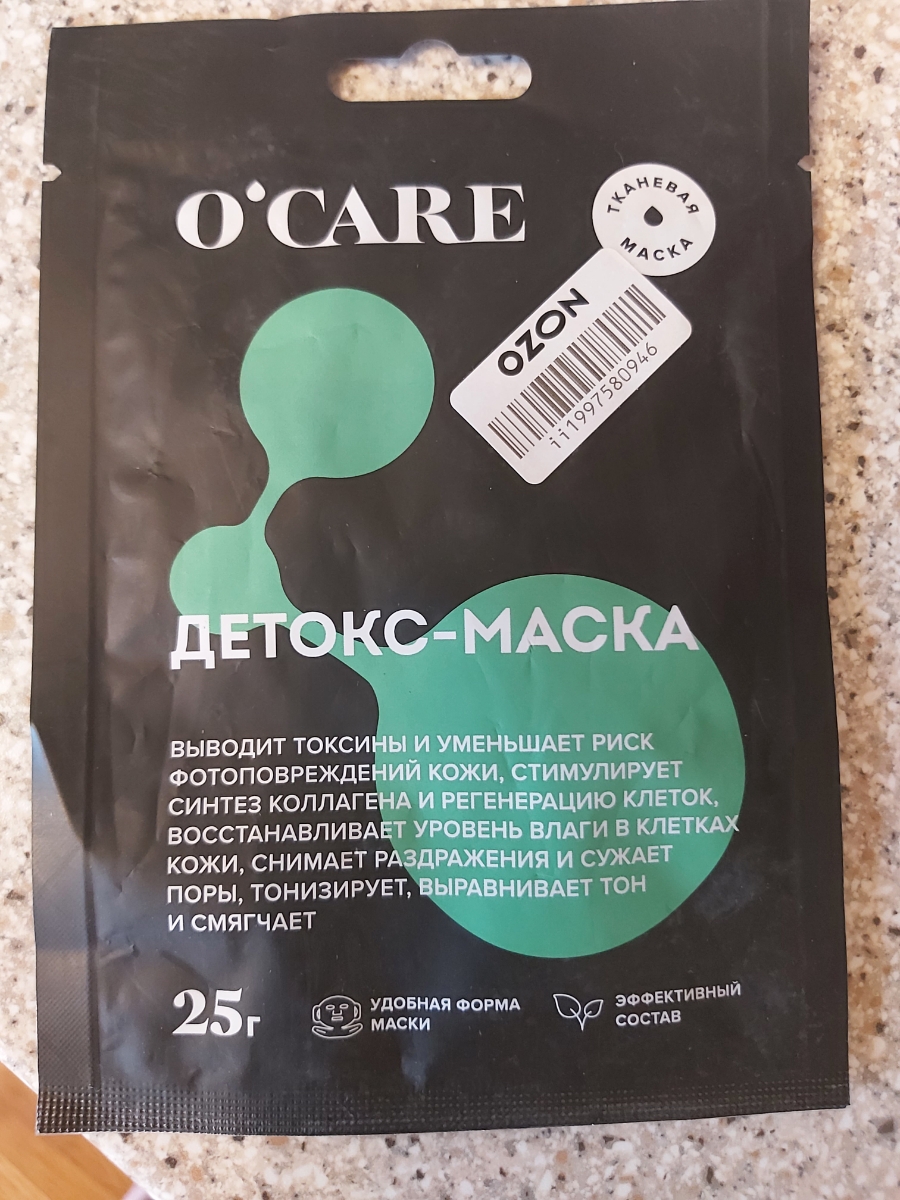 O'CARE
ТКАНЕВАЯ
МАСКА
OZON
ii1997580946
ДЕТОКС-МАСКА
ВЫВОДИТ ТОКСИНЫ И УМЕНЬШАЕТ РИСК
ФОТОПОВРЕЖДЕНИЙ КОЖИ, СТИМУЛИРУЕТ
СИНТЕЗ КОЛЛАГЕНА И РЕГЕНЕРАЦИЮ КЛЕТОК,
ВОССТАНАВЛИВАЕТ УРОВЕНЬ ВЛАГИ В КЛЕТКАХ
КОЖИ, СНИМАЕТ РАЗДРАЖЕНИЯ И СУЖАЕТ
ПОРЫ, ТОНИЗИРУЕТ, ВЫРАВНИВАЕТ ТОН
И СМЯГЧАЕТ
25г
УДОБНАЯ ФОРМА
МАСКИ
ЭФФЕКТИВНЫЙ
СОСТАВ